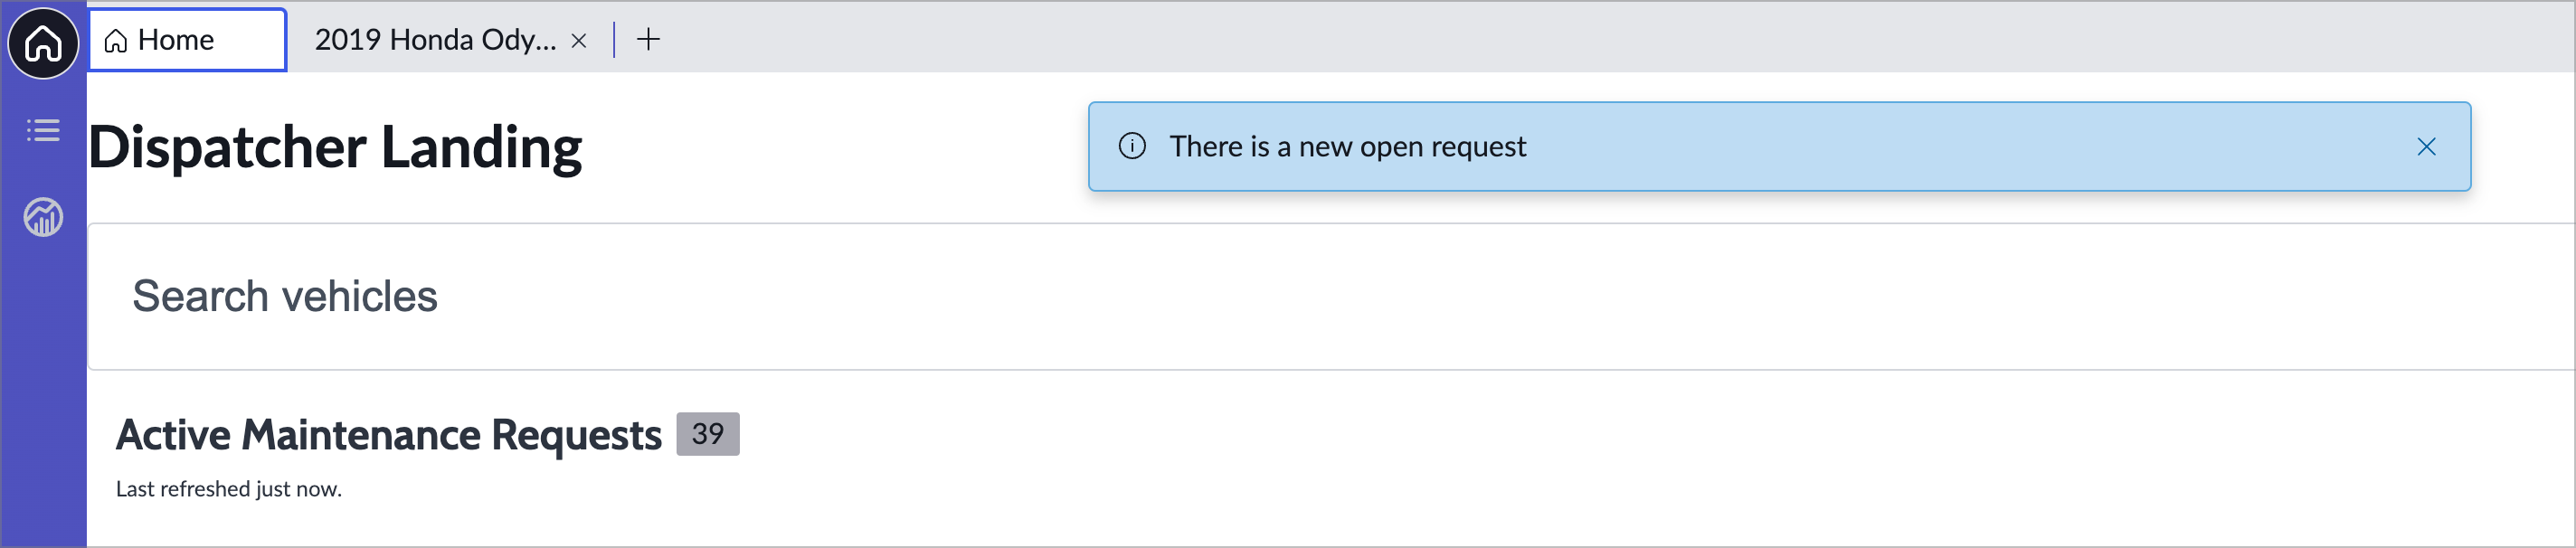 Home
2019 Honda Ody...
Dispatcher Landing
There is a new open request
Search vehicles
Active Maintenance Requests 39
Last refreshed just now.